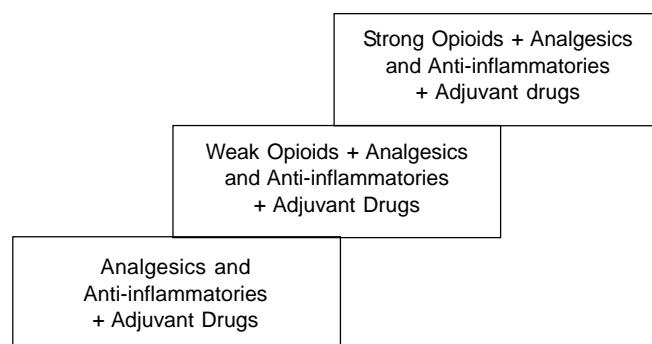 Strong Opioids + Analgesics
and Anti-inflammatories
+ Adjuvant drugs
Weak Opioids + Analgesics
and Anti-inflammatories
+ Adjuvant Drugs
Analgesics and
Anti-inflammatories
+ Adjuvant Drugs